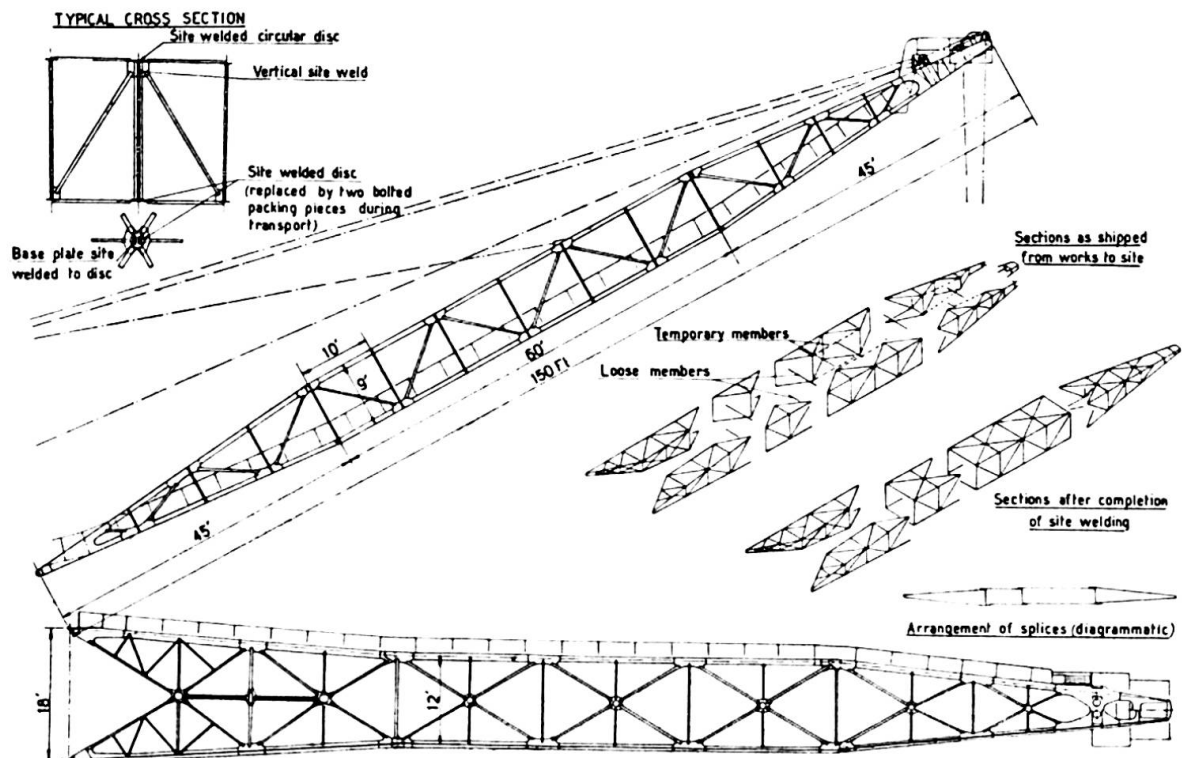 TYPICAL CROSS SECTION
Site welded circular disc
Vertical site weld
Site welded disc
(replaced by two bolted
packing pieces during
transport)
Base plate site
welded to disc
45'
Sections as shipped
from works to site
Temporary members
Loose members
10'
9'
60'
150 FT
45'
Sections after completion
of site welding
Arrangement of splices (diagrammatic)
18'
12'